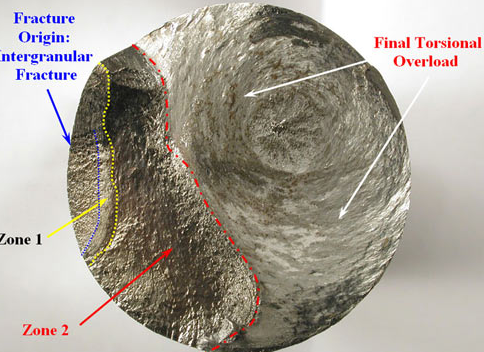 Fracture
Origin:
Intergranular
Fracture
Final Torsional
Overload
Zone 1
Zone 2